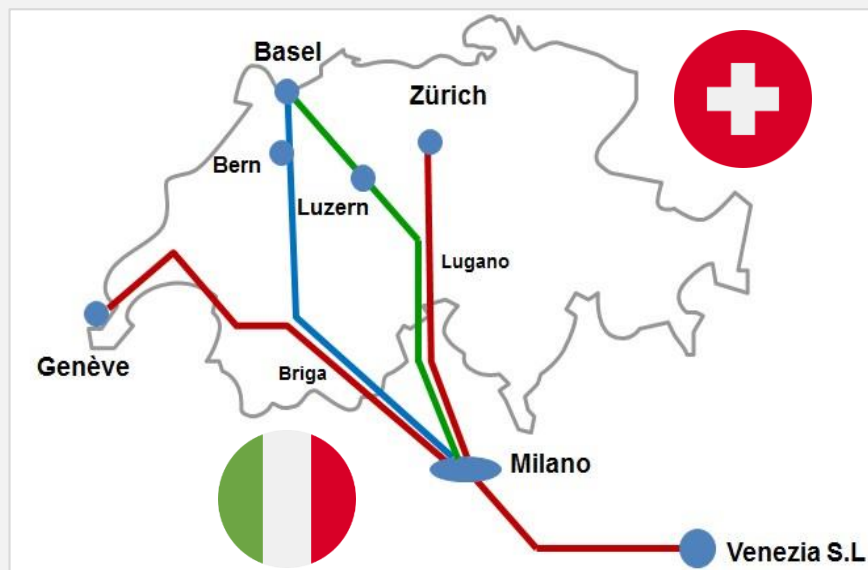 Basel
Zürich
Bern
Luzern
Lugano
Genève
Briga
Milano
Venezia S.L